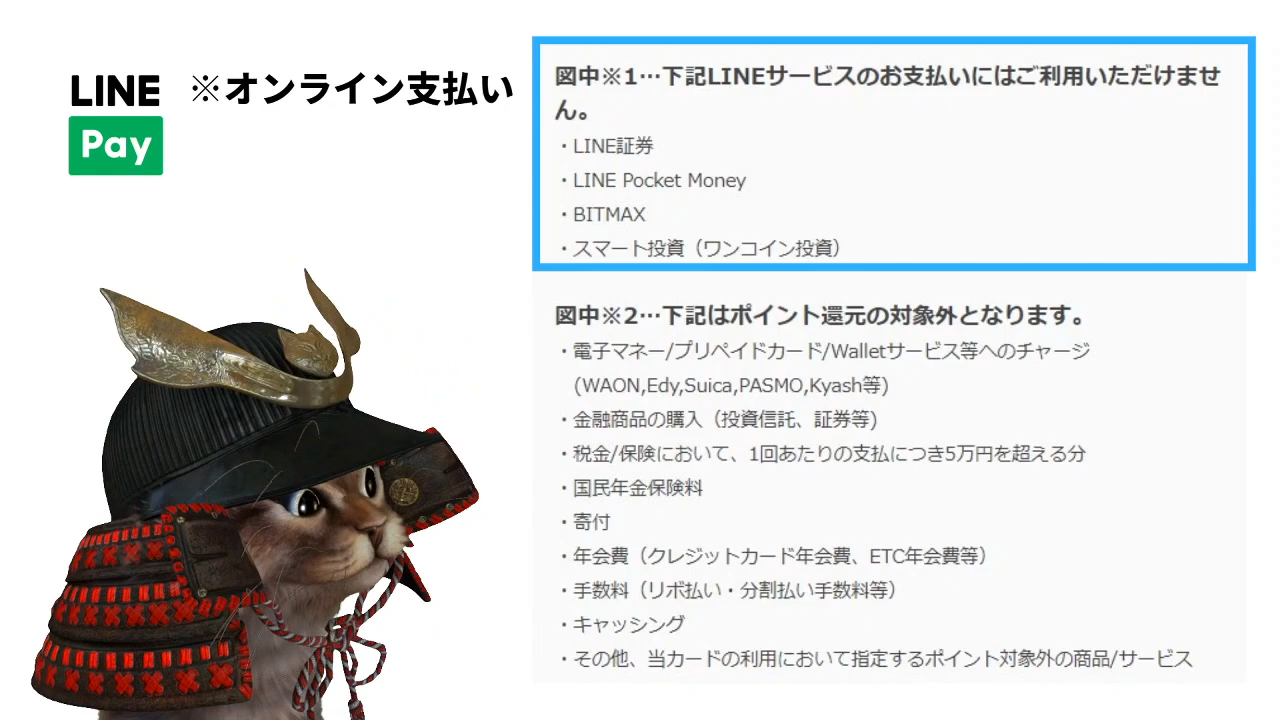 LINE
Pay
※オンライン支払い
図中※1…下記LINEサービスのお支払いにはご利用いただけませ
ん。
・LINE証券
・LINE Pocket Money
・BITMAX
・スマート投資（ワンコイン投資）
図中※2…下記はポイント還元の対象外となります。
・電子マネー/プリペイドカード/Walletサービス等へのチャージ
(WAON,Edy,Suica,PASMO,Kyash等)
・金融商品の購入（投資信託、証券等)
・税金/保険において、1回あたりの支払につき5万円を超える分
・国民年金保険料
・寄付
・年会費（クレジットカード年会費、ETC年会費等）
・手数料（リボ払い・分割払い手数料等）
・キャッシング
・その他、当カードの利用において指定するポイント対象外の商品/サービス